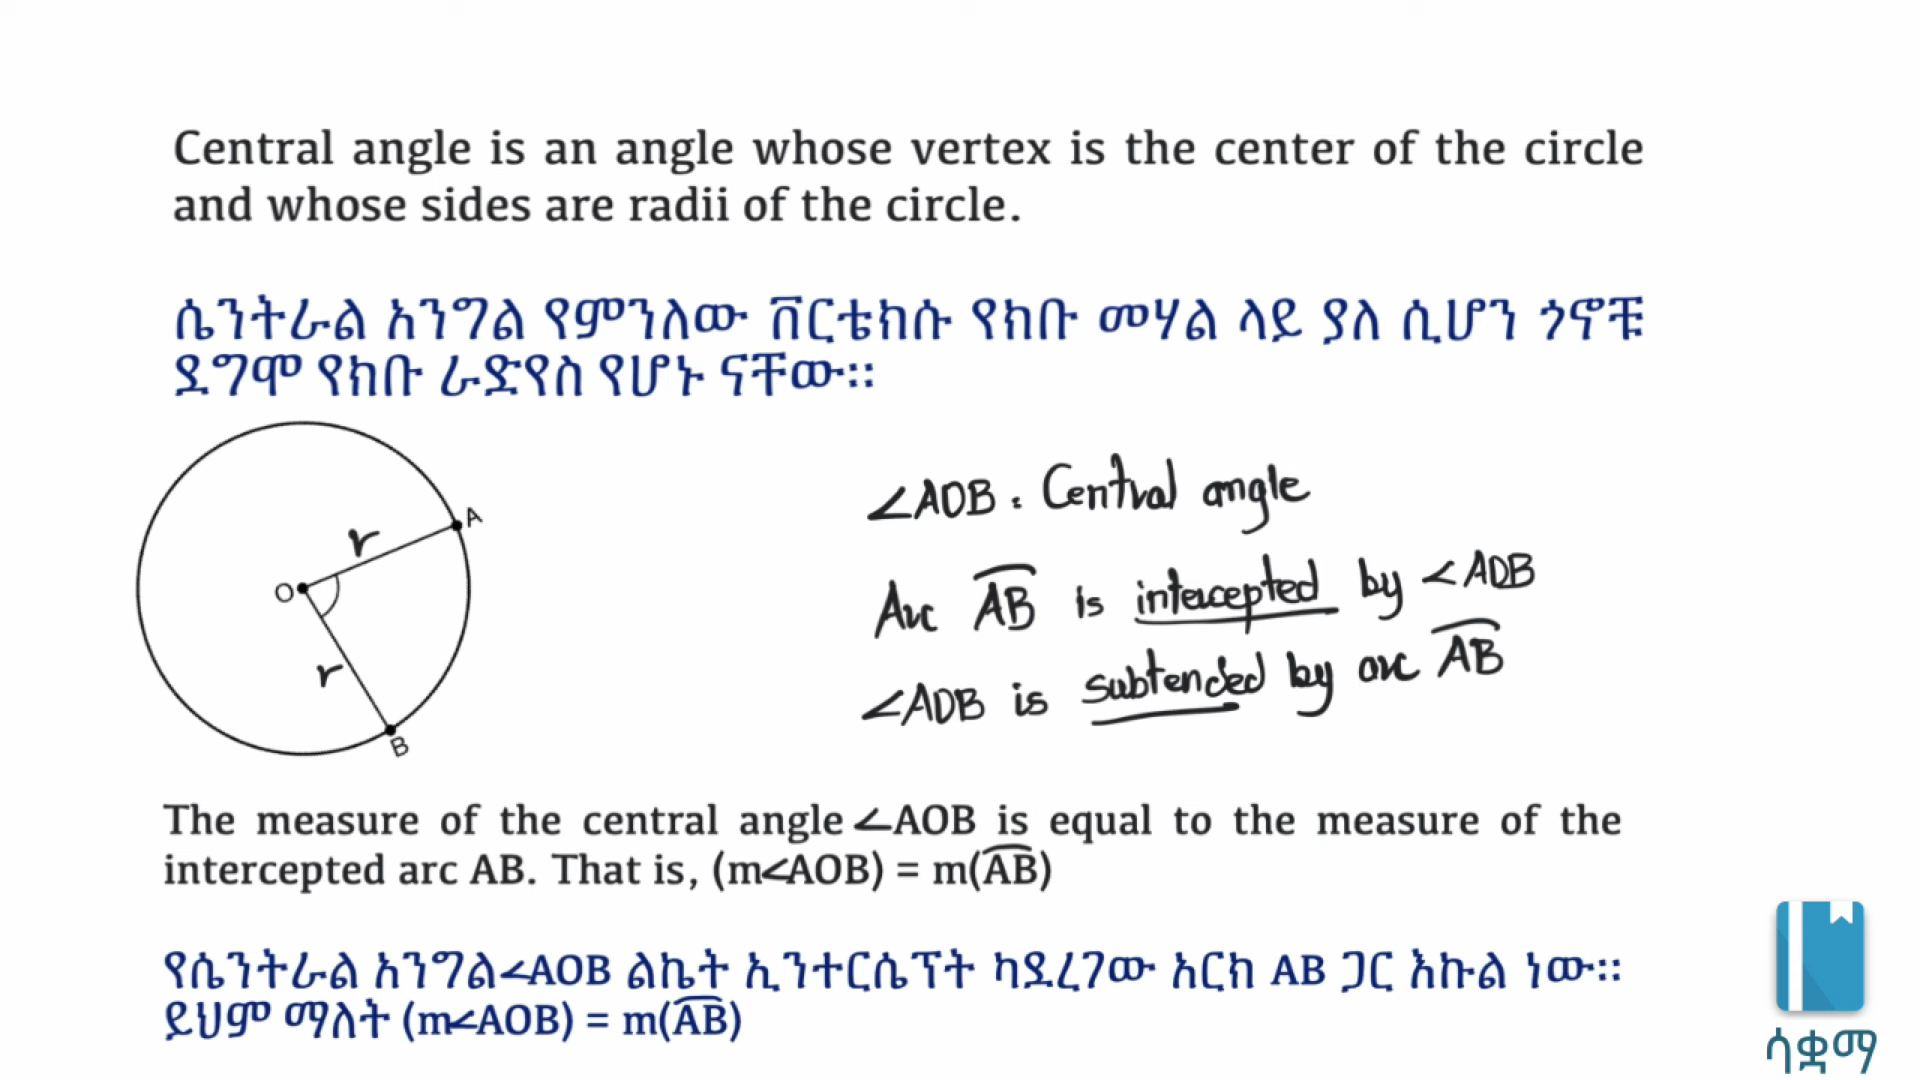 Central angle is an angle whose vertex is the center of the circle
and whose sides are radii of the circle.
ሴንትራል አንግል የምንለው ቨርቴክሱ የክቡ መሃል ላይ ያለ ሲሆን ጎኖቹ
ደግሞ የክቡ ራድየስ የሆኑ ናቸው።
∠AOB : Central angle
Arc A͡B is intercepted by ∠AOB
∠AOB is subtended by arc A͡B
A
r
O
r
B
The measure of the central angle ∠AOB is equal to the measure of the
intercepted arc AB. That is, (m∠AOB) = m(A͡B)
የሴንትራል አንግል∠AOB ልኬት ኢንተርሴፕት ካደረገው አርክ AB ጋር እኩል ነው።
ይህም ማለት (m∠AOB) = m(A͡B)
ሳቋማ